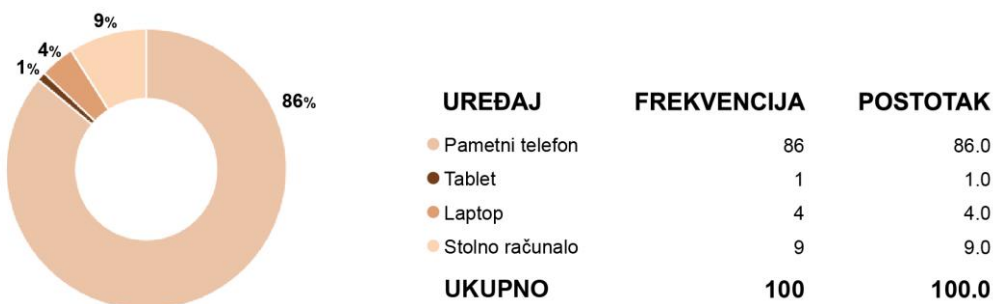 9%
4%
1%
86%
UREĐAJ FREKVENCIJA POSTOTAK
Pametni telefon 86 86.0
Tablet 1 1.0
Laptop 4 4.0
Stolno računalo 9 9.0
UKUPNO 100 100.0